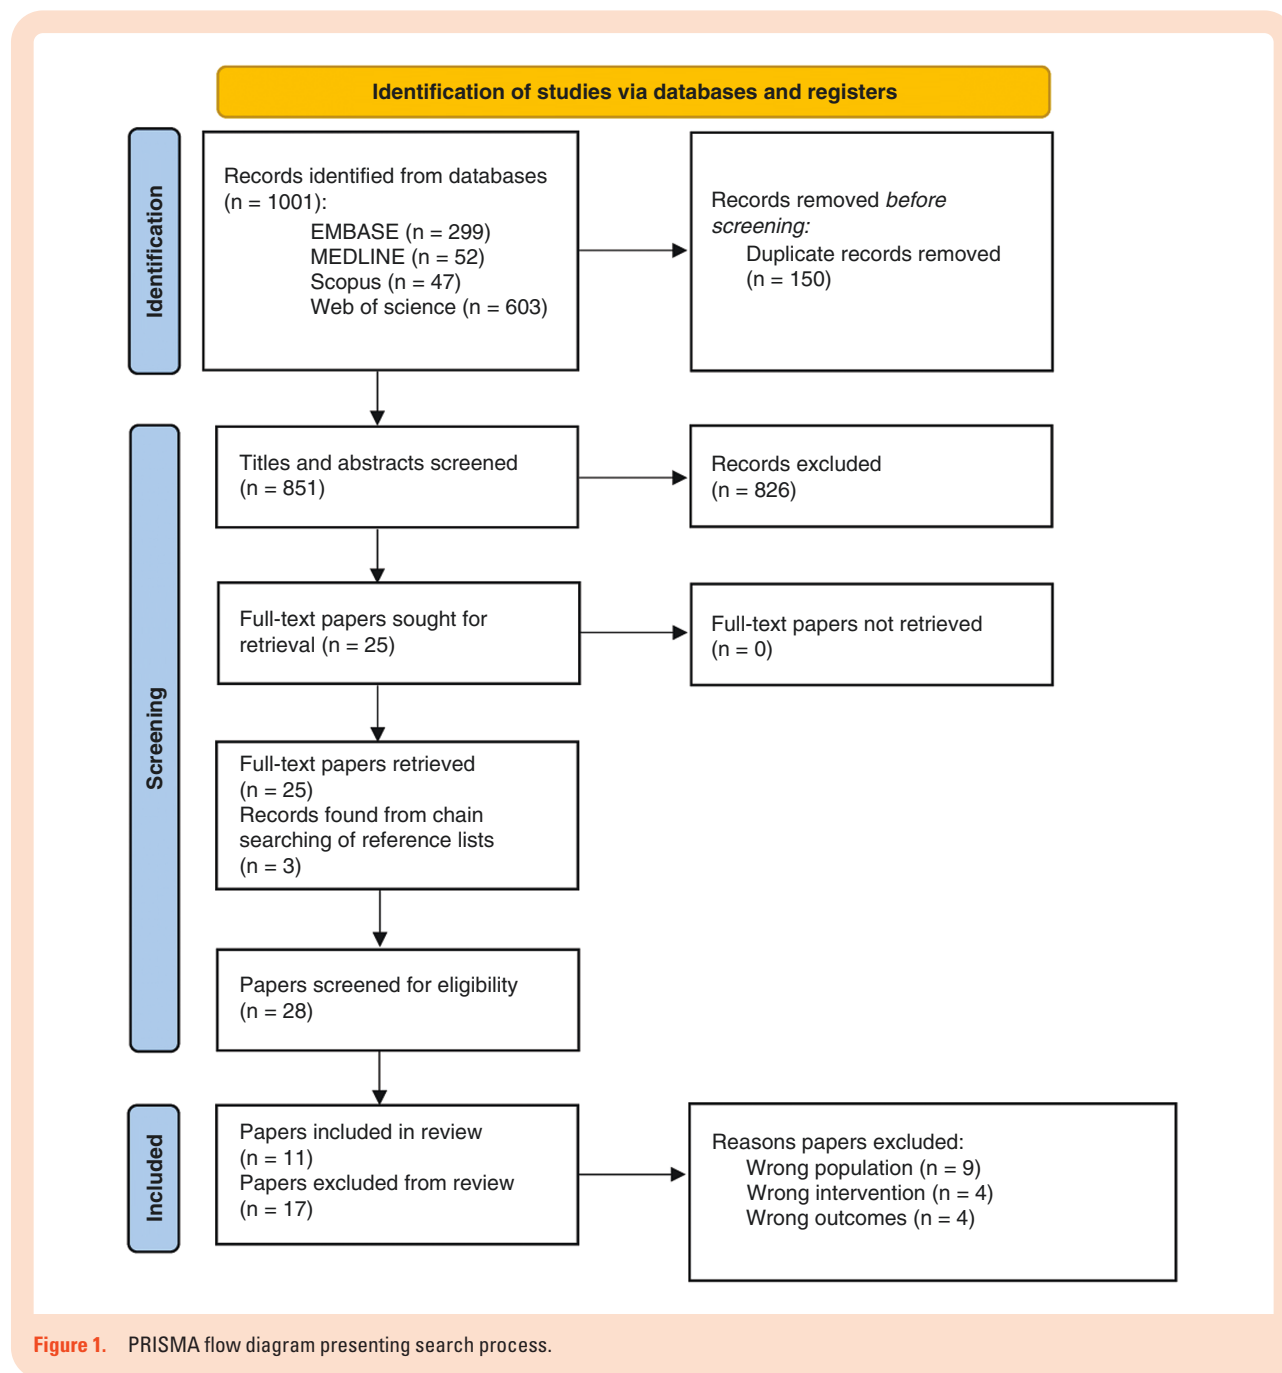 Identification of studies via databases and registers
Identification
Records identified from databases
(n = 1001):
EMBASE (n = 299)
MEDLINE (n = 52)
Scopus (n = 47)
Web of science (n = 603)
Records removed before
screening:
Duplicate records removed
(n = 150)
Screening
Titles and abstracts screened
(n = 851)
Records excluded
(n = 826)
Full-text papers sought for
retrieval (n = 25)
Full-text papers not retrieved
(n = 0)
Full-text papers retrieved
(n = 25)
Records found from chain
searching of reference lists
(n = 3)
Papers screened for eligibility
(n = 28)
Included
Papers included in review
(n = 11)
Papers excluded from review
(n = 17)
Reasons papers excluded:
Wrong population (n = 9)
Wrong intervention (n = 4)
Wrong outcomes (n = 4)
Figure 1. PRISMA flow diagram presenting search process.